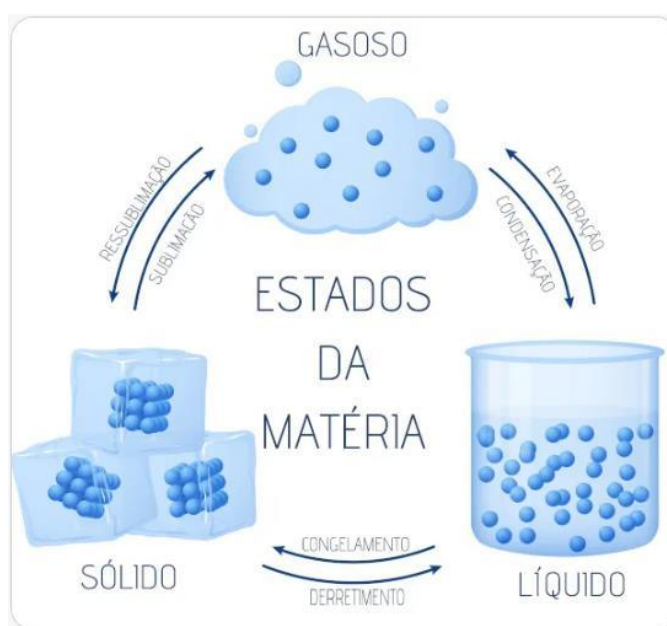 GASOSO
RESSUBLIMAÇÃO
SUBLIMAÇÃO
EVAPORAÇÃO
CONDENSAÇÃO
ESTADOS
DA
MATÉRIA
CONGELAMENTO
DERRETIMENTO
SÓLIDO
LÍQUIDO